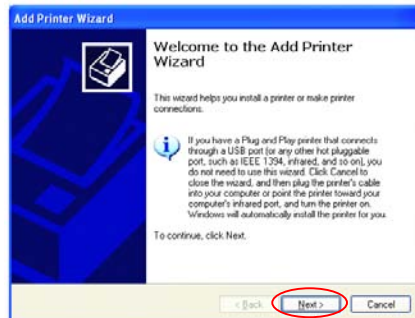 Add Printer Wizard
Welcome to the Add Printer
Wizard
This wizard helps you install a printer or make printer
connections.
If you have a Plug and Play printer that connects
through a USB port (or any other hot pluggable
port, such as IEEE 1394, infrared, and so on), you
do not need to use this wizard. Click Cancel to
close the wizard, and then plug the printer's cable
into your computer or point the printer toward your
computer's infrared port, and turn the printer on.
Windows will automatically install the printer for you.
To continue, click Next.
< Back Next > Cancel